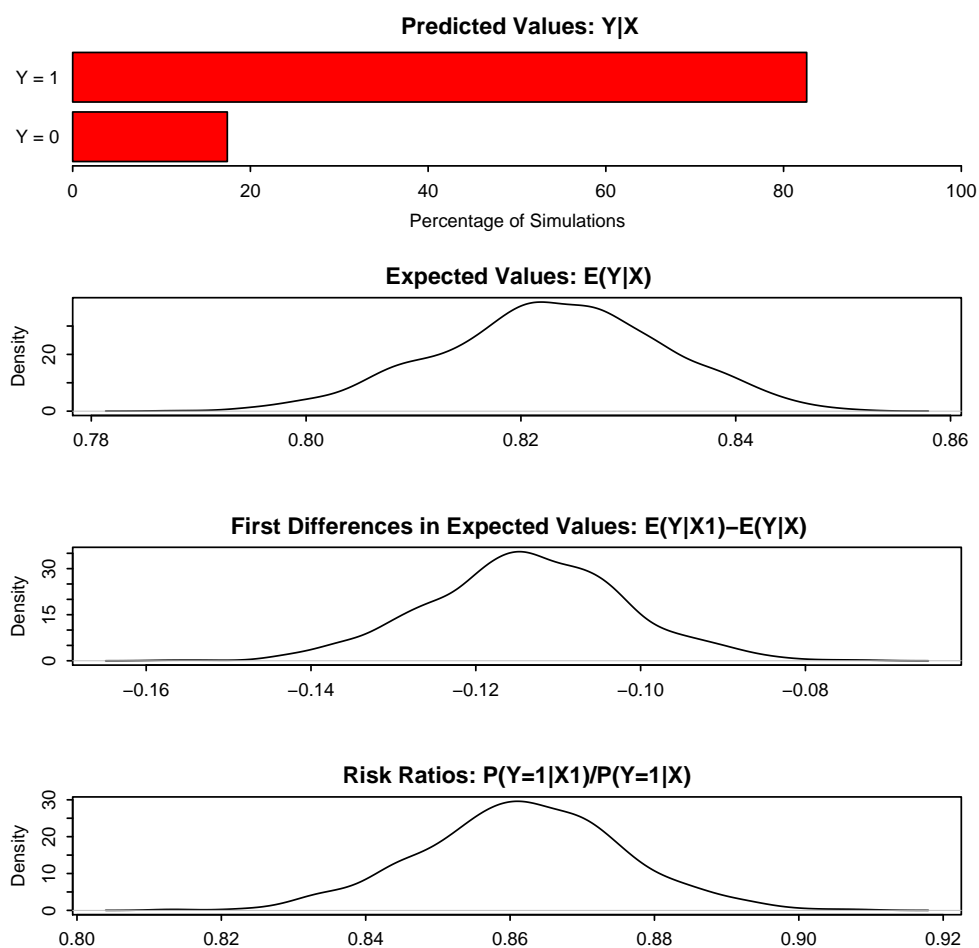 Predicted Values: Y|X
Y = 1
Y = 0
0 20 40 60 80 100
Percentage of Simulations
Expected Values: E(Y|X)
Density
0 20
0.78 0.80 0.82 0.84 0.86
First Differences in Expected Values: E(Y|X1)−E(Y|X)
Density
0 15 30
−0.16 −0.14 −0.12 −0.10 −0.08
Risk Ratios: P(Y=1|X1)/P(Y=1|X)
Density
0 10 20 30
0.80 0.82 0.84 0.86 0.88 0.90 0.92